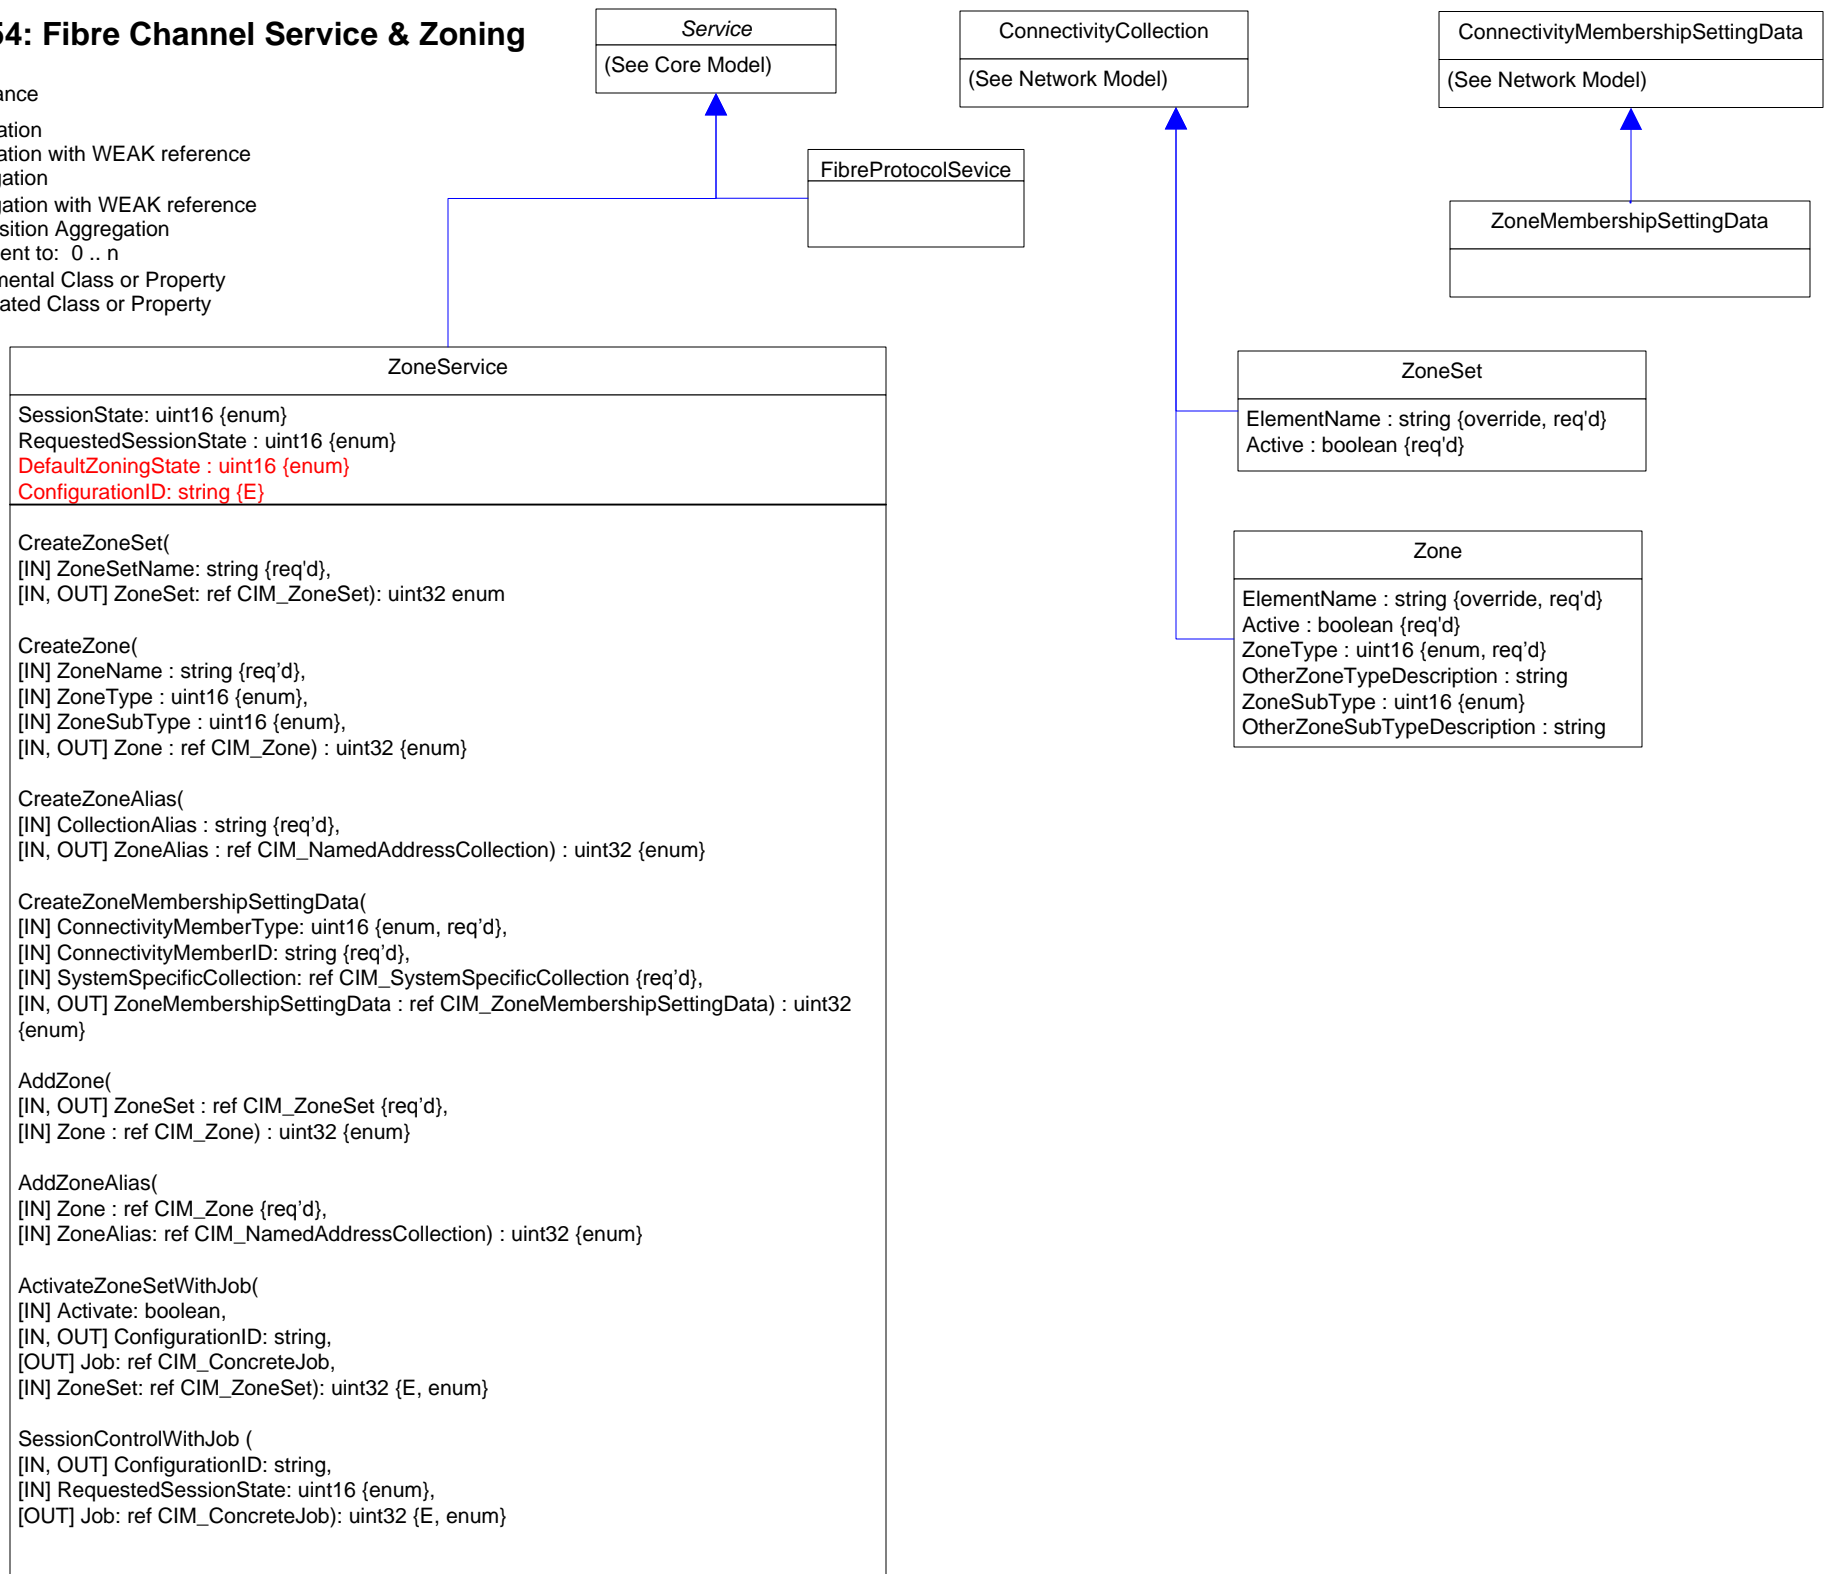 54: Fibre Channel Service & Zoning
ance
ation
ation with WEAK reference
gation
gation with WEAK reference
sition Aggregation
ent to: 0 .. n
mental Class or Property
ated Class or Property
Service
(See Core Model)
ConnectivityCollection
(See Network Model)
ConnectivityMembershipSettingData
(See Network Model)
FibreProtocolSevice
ZoneMembershipSettingData
ZoneService
SessionState: uint16 {enum}
RequestedSessionState : uint16 {enum}
DefaultZoningState : uint16 {enum}
ConfigurationID: string {E}
CreateZoneSet(
[IN] ZoneSetName: string {req'd},
[IN, OUT] ZoneSet: ref CIM_ZoneSet): uint32 enum
CreateZone(
[IN] ZoneName : string {req’d},
[IN] ZoneType : uint16 {enum},
[IN] ZoneSubType : uint16 {enum},
[IN, OUT] Zone : ref CIM_Zone) : uint32 {enum}
CreateZoneAlias(
[IN] CollectionAlias : string {req’d},
[IN, OUT] ZoneAlias : ref CIM_NamedAddressCollection) : uint32 {enum}
CreateZoneMembershipSettingData(
[IN] ConnectivityMemberType: uint16 {enum, req’d},
[IN] ConnectivityMemberID: string {req’d},
[IN] SystemSpecificCollection: ref CIM_SystemSpecificCollection {req’d},
[IN, OUT] ZoneMembershipSettingData : ref CIM_ZoneMembershipSettingData) : uint32
{enum}
AddZone(
[IN, OUT] ZoneSet : ref CIM_ZoneSet {req’d},
[IN] Zone : ref CIM_Zone) : uint32 {enum}
AddZoneAlias(
[IN] Zone : ref CIM_Zone {req’d},
[IN] ZoneAlias: ref CIM_NamedAddressCollection) : uint32 {enum}
ActivateZoneSetWithJob(
[IN] Activate: boolean,
[IN, OUT] ConfigurationID: string,
[OUT] Job: ref CIM_ConcreteJob,
[IN] ZoneSet: ref CIM_ZoneSet): uint32 {E, enum}
SessionControlWithJob (
[IN, OUT] ConfigurationID: string,
[IN] RequestedSessionState: uint16 {enum},
[OUT] Job: ref CIM_ConcreteJob): uint32 {E, enum}
ZoneSet
ElementName : string {override, req'd}
Active : boolean {req'd}
Zone
ElementName : string {override, req'd}
Active : boolean {req'd}
ZoneType : uint16 {enum, req’d}
OtherZoneTypeDescription : string
ZoneSubType : uint16 {enum}
OtherZoneSubTypeDescription : string